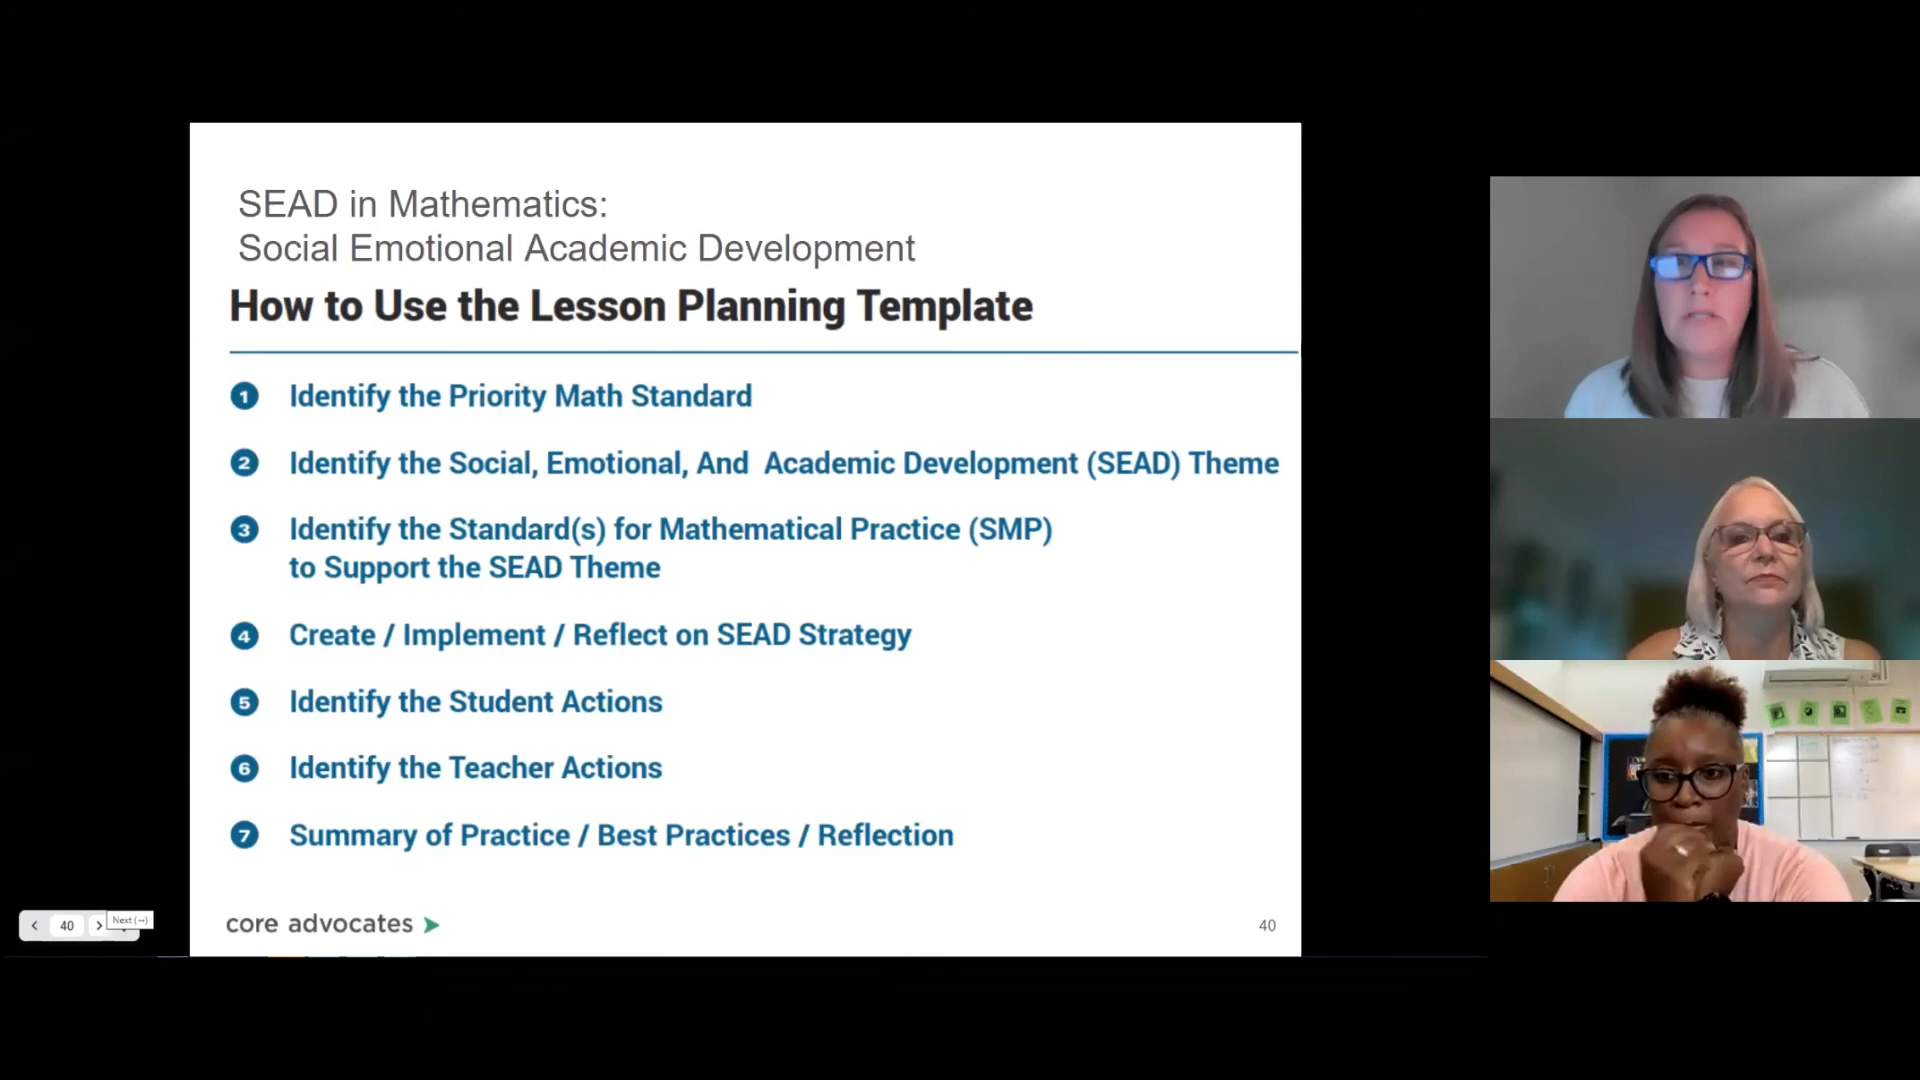 SEAD in Mathematics:
Social Emotional Academic Development
How to Use the Lesson Planning Template
1 Identify the Priority Math Standard
2 Identify the Social, Emotional, And Academic Development (SEAD) Theme
3 Identify the Standard(s) for Mathematical Practice (SMP)
to Support the SEAD Theme
4 Create / Implement / Reflect on SEAD Strategy
5 Identify the Student Actions
6 Identify the Teacher Actions
7 Summary of Practice / Best Practices / Reflection
core advocates
40
40
Next (→)